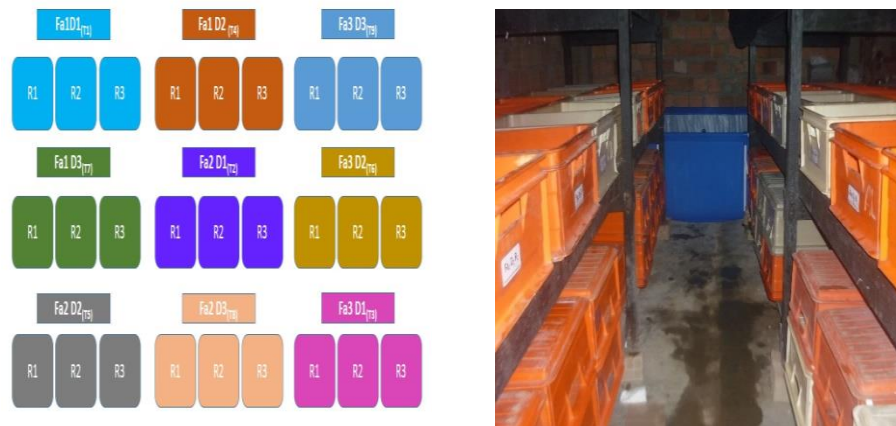 Fa1D1(T1) Fa1 D2(T4) Fa3 D3(T9)
R1 R2 R3 R1 R2 R3 R1 R2 R3
Fa1 D3(T7) Fa2 D1(T2) Fa3 D2(T6)
R1 R2 R3 R1 R2 R3 R1 R2 R3
Fa2 D2(T5) Fa2 D3(T8) Fa3 D1(T3)
R1 R2 R3 R1 R2 R3 R1 R2 R3